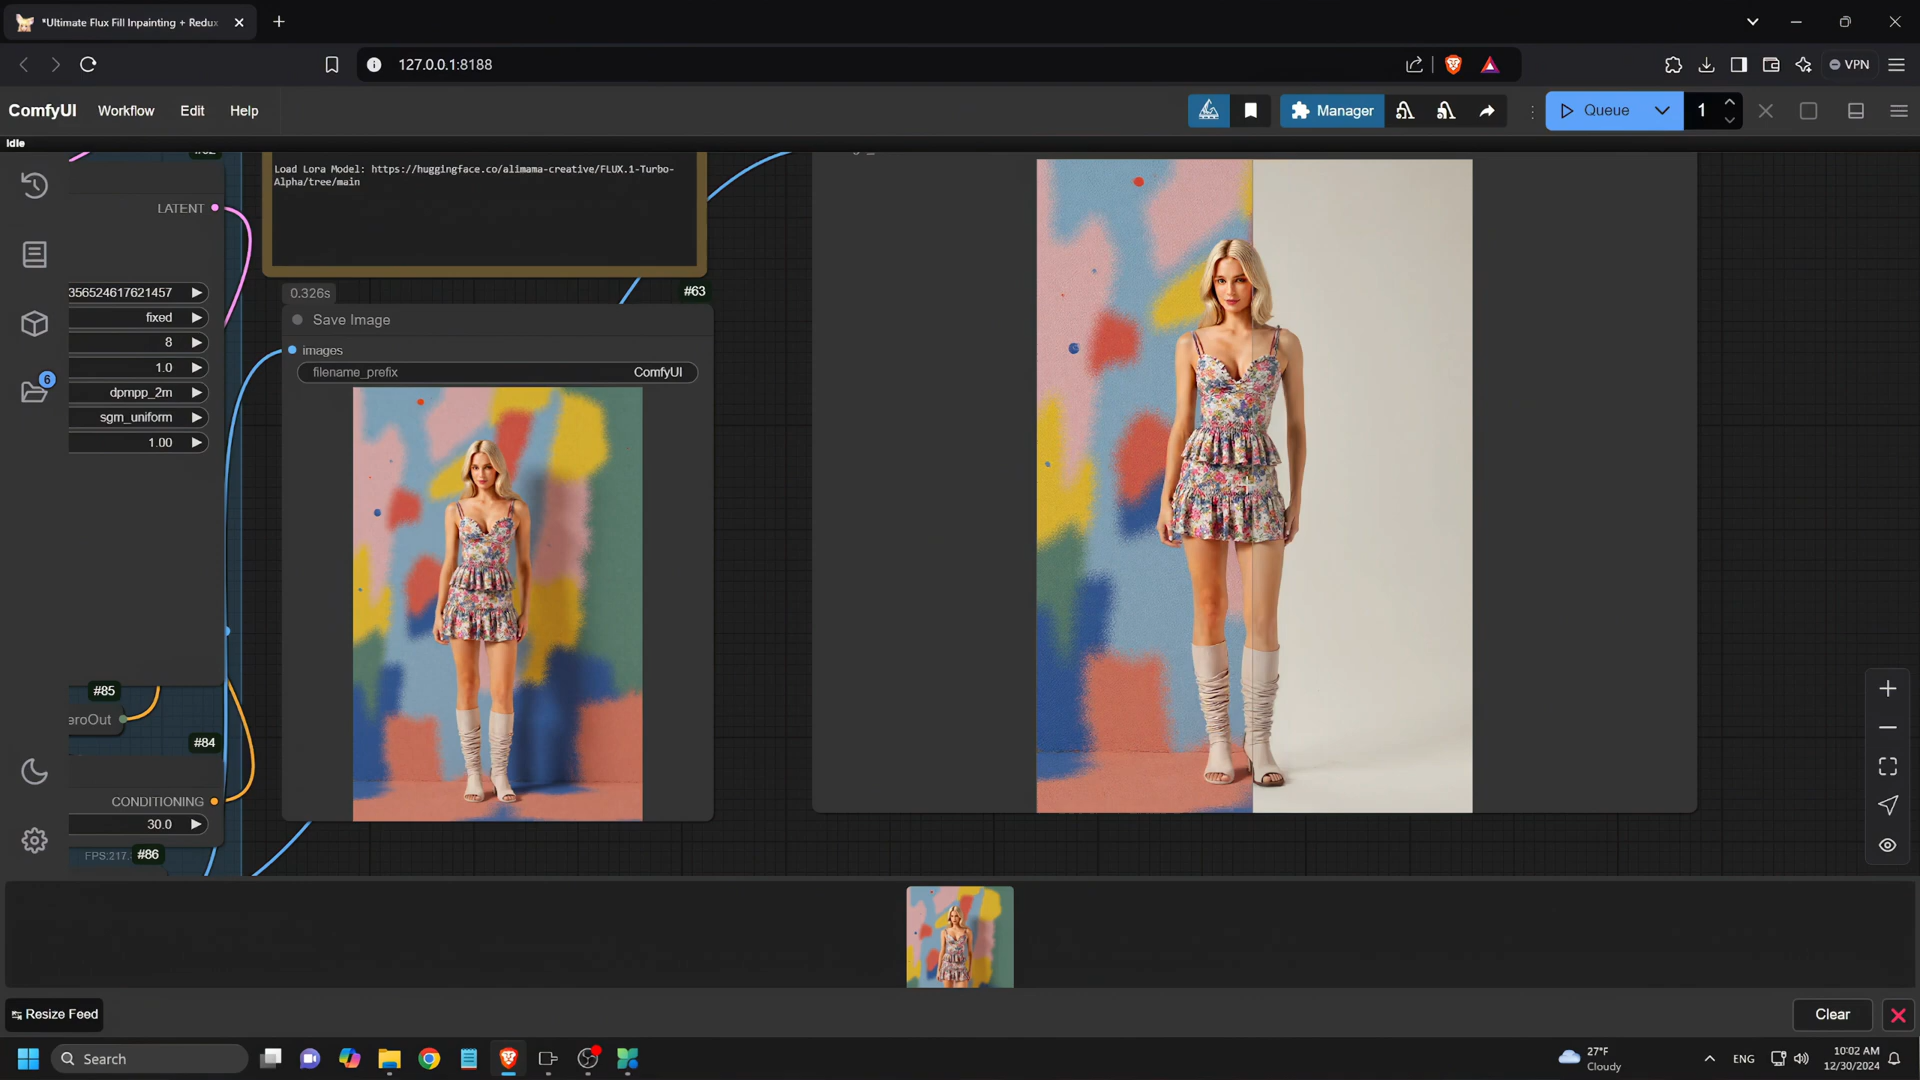 *Ultimate Flux Fill Inpainting + Redux
127.0.0.1:8188
VPN
ComfyUI
Workflow
Edit
Help
Manager
Queue
1
Idle
LATENT
356524617621457
fixed
8
1.0
dpmpp_2m
sgm_uniform
1.00
#85
eroOut
#84
CONDITIONING
30.0
FPS:217.
#86
Load Lora Model: https://huggingface.co/alimama-creative/FLUX.1-Turbo-
Alpha/tree/main
0.326s
#63
Save Image
images
filename_prefix
ComfyUI
6
Resize Feed
Clear
Search
27°F
Cloudy
ENG
10:02 AM
12/30/2024